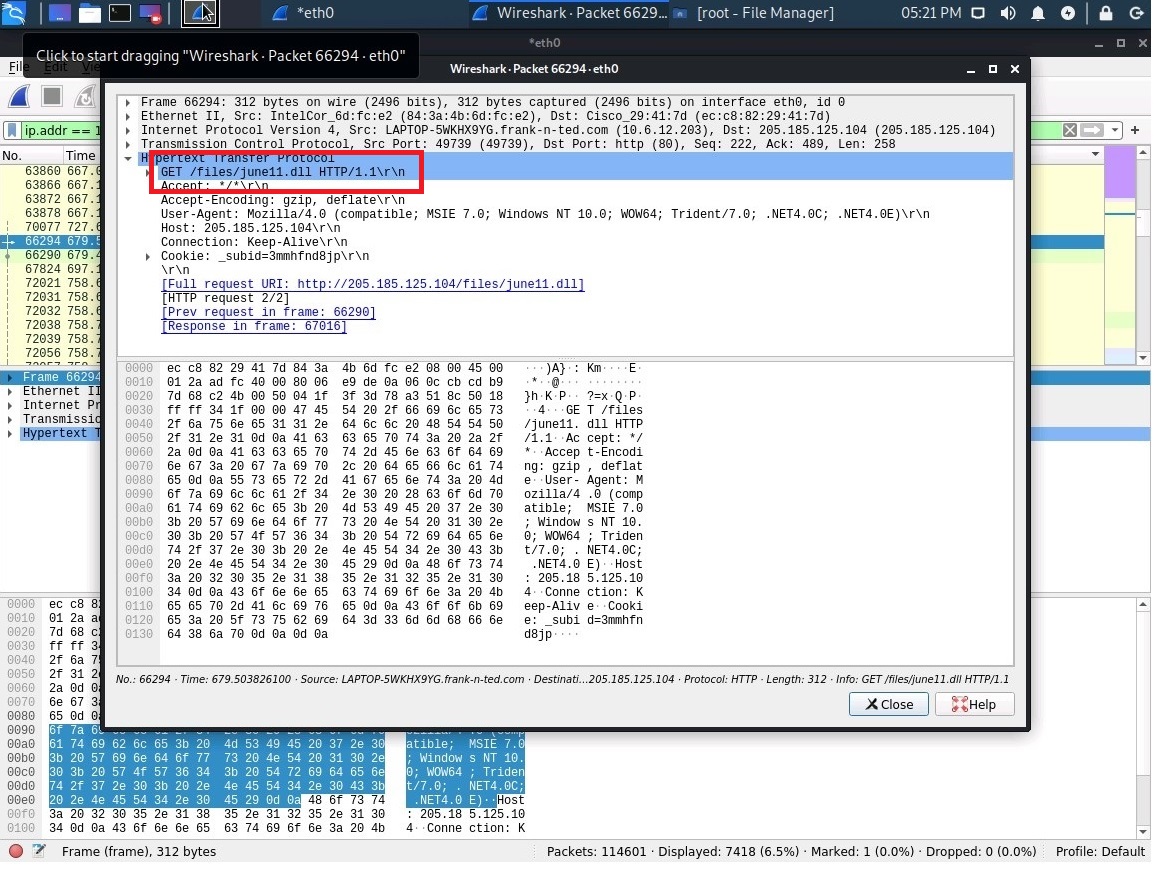 *eth0
Wireshark · Packet 6629...
[root - File Manager]
05:21 PM
Click to start dragging "Wireshark · Packet 66294 · eth0"
*eth0
File Edit
Wireshark · Packet 66294 · eth0
ip.addr == 1
No. Time
63860 667.0
63866 667.1
63872 667.0
63878 667.1
70077 727.6
66294 679.5
66290 679.4
67824 697.1
72021 758.6
72031 758.6
72032 758.6
72038 758.7
72039 758.7
72056 758.7
Frame 66294: 312 bytes on wire (2496 bits), 312 bytes captured (2496 bits) on interface eth0, id 0
Ethernet II, Src: IntelCor_6d:fc:e2 (84:3a:4b:6d:fc:e2), Dst: Cisco_29:41:7d (ec:c8:82:29:41:7d)
Internet Protocol Version 4, Src: LAPTOP-5WKHX9YG.frank-n-ted.com (10.6.12.203), Dst: 205.185.125.104 (205.185.125.104)
Transmission Control Protocol, Src Port: 49739 (49739), Dst Port: http (80), Seq: 222, Ack: 489, Len: 258
Hypertext Transfer Protocol
GET /files/june11.dll HTTP/1.1\r\n
Accept: */*\r\n
Accept-Encoding: gzip, deflate\r\n
User-Agent: Mozilla/4.0 (compatible; MSIE 7.0; Windows NT 10.0; WOW64; Trident/7.0; .NET4.0C; .NET4.0E)\r\n
Host: 205.185.125.104\r\n
Connection: Keep-Alive\r\n
Cookie: _subid=3mmhfnd8jp\r\n
\r\n
[Full request URI: http://205.185.125.104/files/june11.dll]
[HTTP request 2/2]
[Prev request in frame: 66290]
[Response in frame: 67016]
Frame 66294
Ethernet II
Internet Pr
Transmissio
Hypertext T
0000 ec c8 82 29 41 7d 84 3a 4b 6d fc e2 08 00 45 00 ···)A}·: Km····E·
0010 01 2a ad fc 40 00 80 06 e9 de 0a 06 0c cb cd b9 ·*··@··· ········
0020 7d 68 c2 4b 00 50 04 1f 3f 3d 78 a3 51 8c 50 18 }h·K·P·· ?=x·Q·P·
0030 ff ff 34 1f 00 00 47 45 54 20 2f 66 69 6c 65 73 ··4···GE T /files
0040 2f 6a 75 6e 65 31 31 2e 64 6c 6c 20 48 54 54 50 /june11. dll HTTP
0050 2f 31 2e 31 0d 0a 41 63 63 65 70 74 3a 20 2a 2f /1.1··Ac cept: */
0060 2a 0d 0a 41 63 63 65 70 74 2d 45 6e 63 6f 64 69 *··Accep t-Encodi
0070 6e 67 3a 20 67 7a 69 70 2c 20 64 65 66 6c 61 74 ng: gzip , deflat
0080 65 0d 0a 55 73 65 72 2d 41 67 65 6e 74 3a 20 4d e··User- Agent: M
0090 6f 7a 69 6c 6c 61 2f 34 2e 30 20 28 63 6f 6d 70 ozilla/4 .0 (comp
00a0 61 74 69 62 6c 65 3b 20 4d 53 49 45 20 37 2e 30 atible;  MSIE 7.0
00b0 3b 20 57 69 6e 64 6f 77 73 20 4e 54 20 31 30 2e ; Window s NT 10.
00c0 30 3b 20 57 4f 57 36 34 3b 20 54 72 69 64 65 6e 0; WOW64 ; Triden
00d0 74 2f 37 2e 30 3b 20 2e 4e 45 54 34 2e 30 43 3b t/7.0; . NET4.0C;
00e0 20 2e 4e 45 54 34 2e 30 45 29 0d 0a 48 6f 73 74 .NET4.0 E)··Host
00f0 3a 20 32 30 35 2e 31 38 35 2e 31 32 35 2e 31 30 : 205.18 5.125.10
0100 34 0d 0a 43 6f 6e 6e 65 63 74 69 6f 6e 3a 20 4b 4··Conne ction: K
0110 65 65 70 2d 41 6c 69 76 65 0d 0a 43 6f 6f 6b 69 eep-Aliv e··Cooki
0120 65 3a 20 5f 73 75 62 69 64 3d 33 6d 6d 68 66 6e e: _subi d=3mmhfn
0130 64 38 6a 70 0d 0a 0d 0a d8jp····
No.: 66294 · Time: 679.503826100 · Source: LAPTOP-5WKHX9YG.frank-n-ted.com · Destinati...205.185.125.104 · Protocol: HTTP · Length: 312 · Info: GET /files/june11.dll HTTP/1.1
Close
Help
0000 ec c8 82
0010 01 2a a
0020 7d 68 c2
0030 ff ff 34
0040 2f 6a 75
0050 2f 31 2e
0060 2a 0d 0a
0070 6e 67 3a
0080 65 0d 0a
0090 6f 7a 6
00a0 61 74 69 62 6c 65 3b 20 4d 53 49 45 20 37 2e 30 atible;  MSIE 7.0
00b0 3b 20 57 69 6e 64 6f 77 73 20 4e 54 20 31 30 2e ; Window s NT 10.
00c0 30 3b 20 57 4f 57 36 34 3b 20 54 72 69 64 65 6e 0; WOW64 ; Triden
00d0 74 2f 37 2e 30 3b 20 2e 4e 45 54 34 2e 30 43 3b t/7.0; . NET4.0C;
00e0 20 2e 4e 45 54 34 2e 30 45 29 0d 0a 48 6f 73 74 .NET4.0 E)··Host
00f0 3a 20 32 30 35 2e 31 38 35 2e 31 32 35 2e 31 30 : 205.18 5.125.10
0100 34 0d 0a 43 6f 6e 6e 65 63 74 69 6f 6e 3a 20 4b 4··Conne ction: K
Frame (frame), 312 bytes
Packets: 114601 · Displayed: 7418 (6.5%) · Marked: 1 (0.0%) · Dropped: 0 (0.0%)
Profile: Default